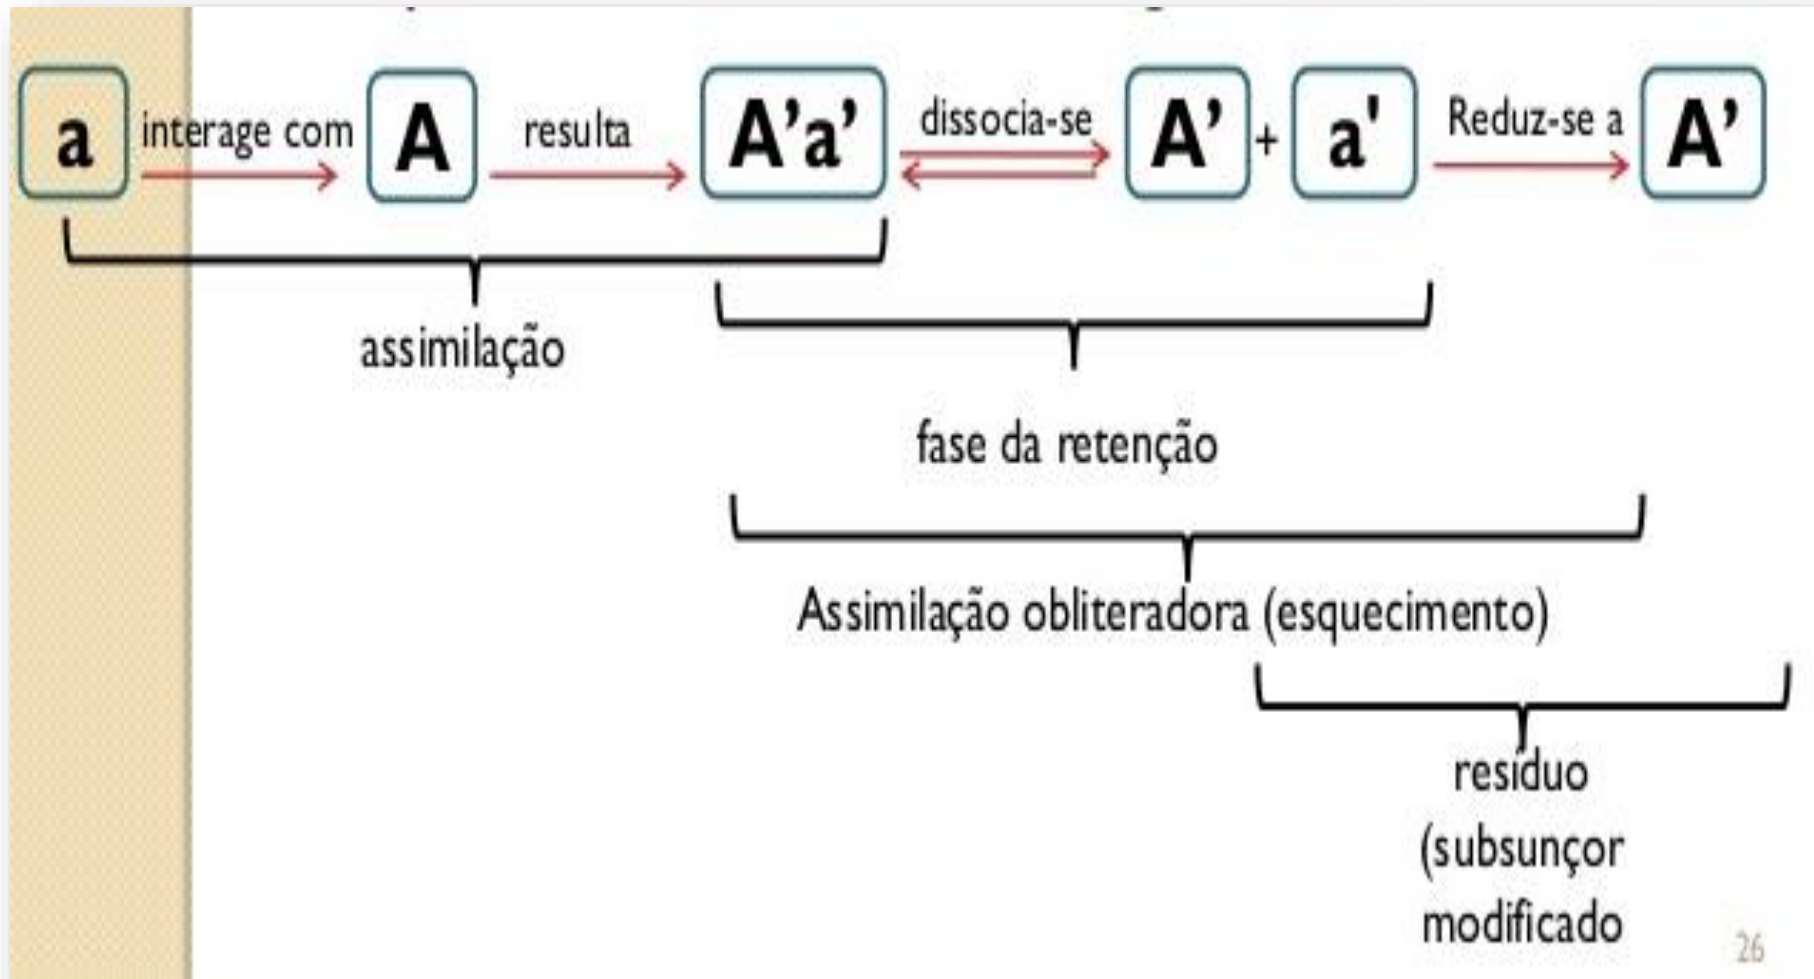 a interage com A resulta A’a’ dissocia-se A’ + a' Reduz-se a A’
assimilação
fase da retenção
Assimilação obliteradora (esquecimento)
resíduo
(subsunçor
modificado
26